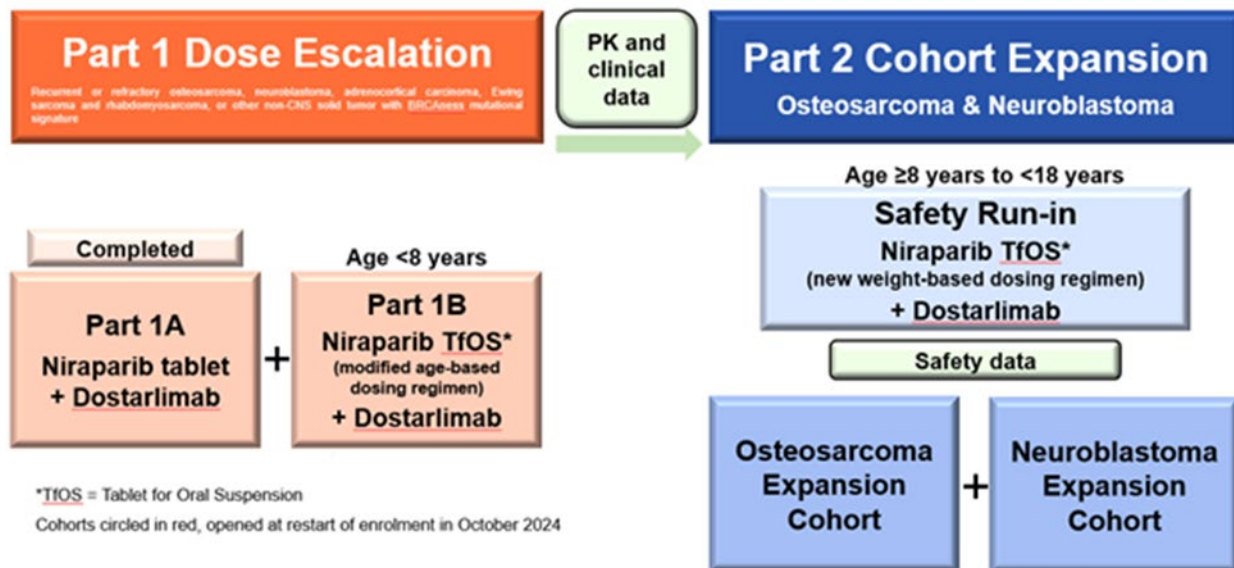 Part 1 Dose Escalation
Recurrent or refractory osteosarcoma, neuroblastoma, adrenocortical carcinoma, Ewing
sarcoma and rhabdomyosarcoma, or other non-CNS solid tumor with BRCAness mutational
signature
PK and
clinical
data
Part 2 Cohort Expansion
Osteosarcoma & Neuroblastoma
Completed
Part 1A
Niraparib tablet
+ Dostarlimab
+
Age <8 years
Part 1B
Niraparib TfOS*
(modified age-based
dosing regimen)
+ Dostarlimab
Age ≥8 years to <18 years
Safety Run-in
Niraparib TfOS*
(new weight-based dosing regimen)
+ Dostarlimab
Safety data
Osteosarcoma
Expansion
Cohort
+
Neuroblastoma
Expansion
Cohort
*TfOS = Tablet for Oral Suspension
Cohorts circled in red, opened at restart of enrolment in October 2024